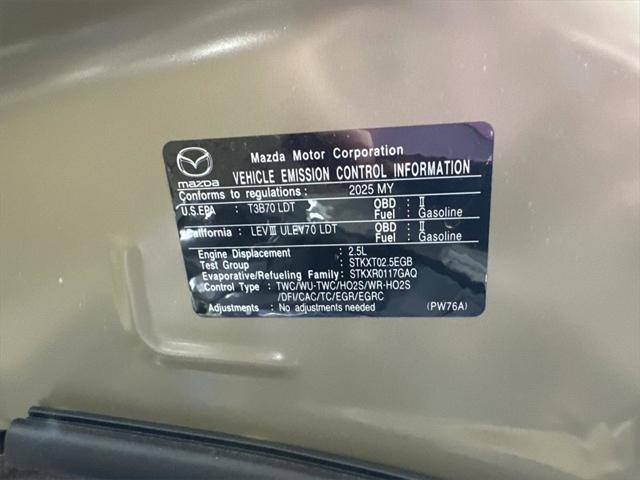 Mazda Motor Corporation
mazda
VEHICLE EMISSION CONTROL INFORMATION
Conforms to regulations : 2025 MY
U.S.EPA : T3B70 LDT OBD : II
Fuel : Gasoline
California : LEVIII ULEV70 LDT OBD : II
Fuel : Gasoline
Engine Displacement : 2.5L
Test Group : STKXT02.5EGB
Evaporative/Refueling Family : STKXR0117GAQ
Control Type : TWC/WU-TWC/HO2S/WR-HO2S
/DFI/CAC/TC/EGR/EGRC
Adjustments : No adjustments needed (PW76A)